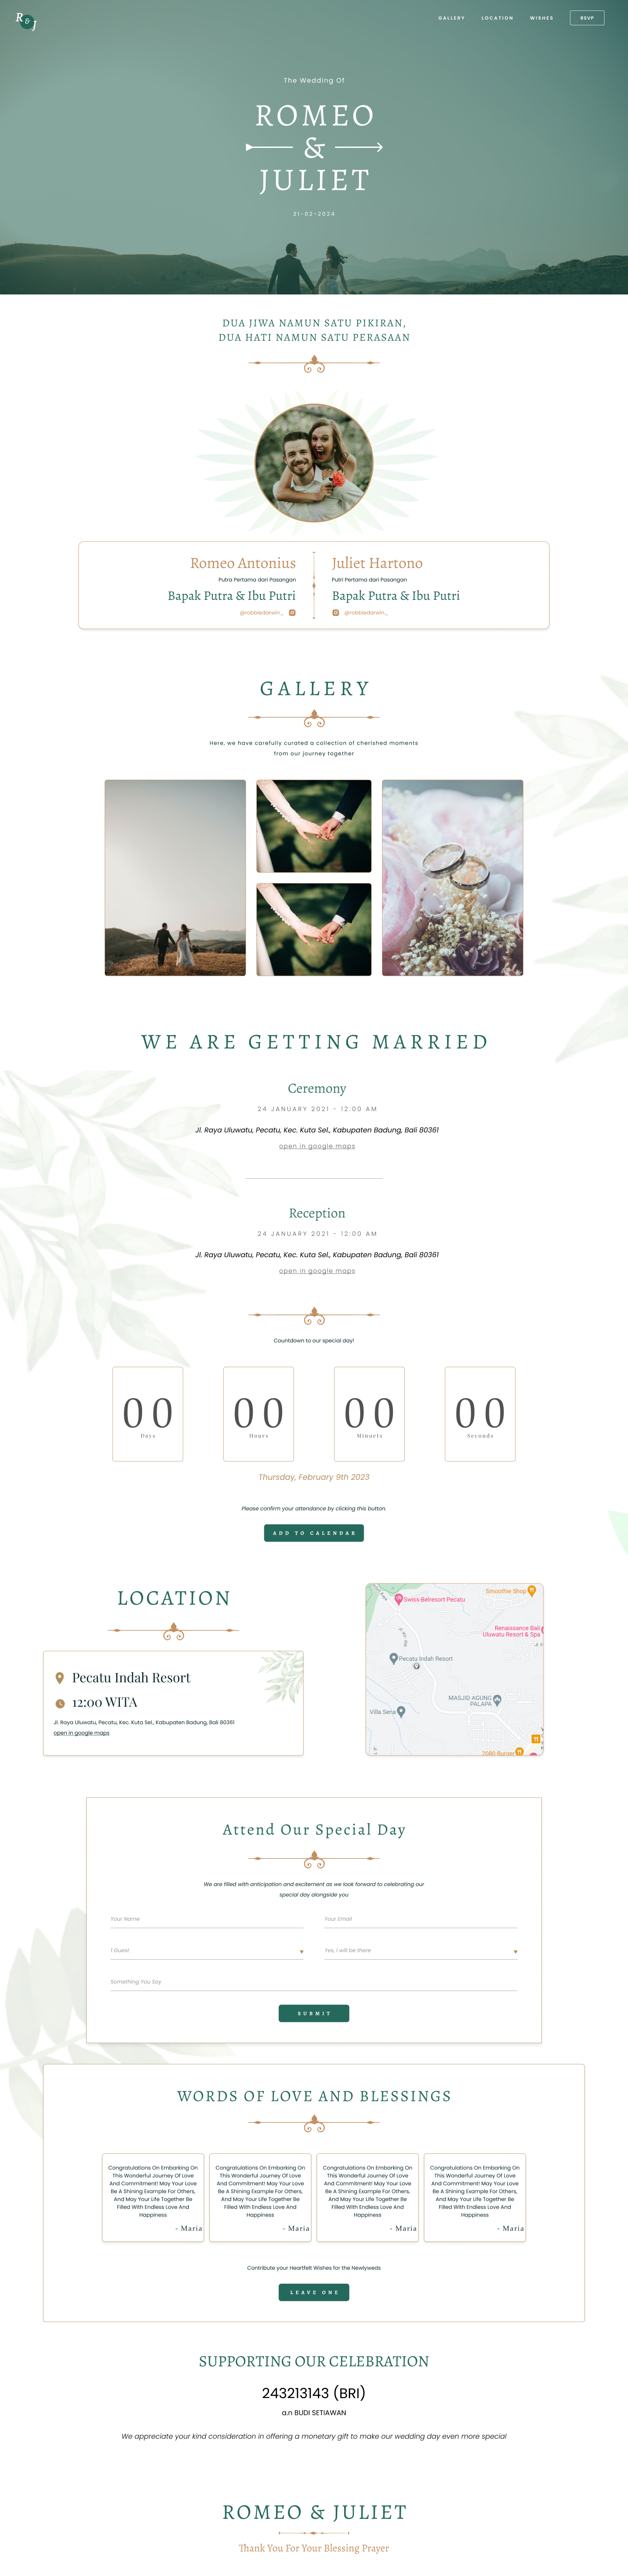 R & J
GALLERY LOCATION WISHES RSVP
The Wedding Of
ROMEO
&
JULIET
21-02-2024
DUA JIWA NAMUN SATU PIKIRAN,
DUA HATI NAMUN SATU PERASAAN
Romeo Antonius
Putra Pertama dari Pasangan
Bapak Putra & Ibu Putri
@robbiedarwin_
Juliet Hartono
Putri Pertama dari Pasangan
Bapak Putra & Ibu Putri
@robbiedarwin_
GALLERY
Here, we have carefully curated a collection of cherished moments
from our journey together
WE ARE GETTING MARRIED
Ceremony
24 JANUARY 2021 - 12:00 AM
Jl. Raya Uluwatu, Pecatu, Kec. Kuta Sel., Kabupaten Badung, Bali 80361
open in google maps
Reception
24 JANUARY 2021 - 12:00 AM
Jl. Raya Uluwatu, Pecatu, Kec. Kuta Sel., Kabupaten Badung, Bali 80361
open in google maps
Countdown to our special day!
00 00 00 00
Days Hours Minuets Seconds
Thursday, February 9th 2023
Please confirm your attendance by clicking this button.
ADD TO CALENDAR
LOCATION
Pecatu Indah Resort
12:00 WITA
Jl. Raya Uluwatu, Pecatu, Kec. Kuta Sel., Kabupaten Badung, Bali 80361
open in google maps
Smoothie Shop
Swiss-Belresort Pecatu
Renaissance Bali
Uluwatu Resort & Spa
Pecatu Indah Resort
MASJID AGUNG
PALAPA
Villa Seria
2080 Burger
Attend Our Special Day
We are filled with anticipation and excitement as we look forward to celebrating our
special day alongside you
Your Name
Your Email
1 Guest
Yes, I will be there
Something You Say
SUBMIT
WORDS OF LOVE AND BLESSINGS
Congratulations On Embarking On
This Wonderful Journey Of Love
And Commitment! May Your Love
Be A Shining Example For Others,
And May Your Life Together Be
Filled With Endless Love And
Happiness
- Maria
Congratulations On Embarking On
This Wonderful Journey Of Love
And Commitment! May Your Love
Be A Shining Example For Others,
And May Your Life Together Be
Filled With Endless Love And
Happiness
- Maria
Congratulations On Embarking On
This Wonderful Journey Of Love
And Commitment! May Your Love
Be A Shining Example For Others,
And May Your Life Together Be
Filled With Endless Love And
Happiness
- Maria
Congratulations On Embarking On
This Wonderful Journey Of Love
And Commitment! May Your Love
Be A Shining Example For Others,
And May Your Life Together Be
Filled With Endless Love And
Happiness
- Maria
Contribute your Heartfelt Wishes for the Newlyweds
LEAVE ONE
SUPPORTING OUR CELEBRATION
243213143 (BRI)
a.n BUDI SETIAWAN
We appreciate your kind consideration in offering a monetary gift to make our wedding day even more special
ROMEO & JULIET
Thank You For Your Blessing Prayer